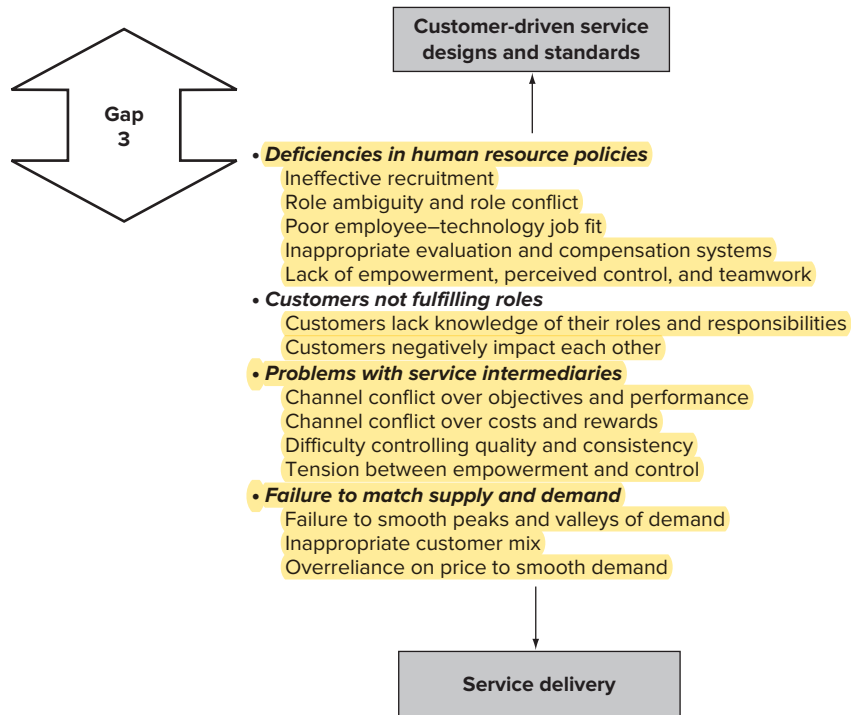 Customer-driven service
designs and standards
Gap
3
• Deficiencies in human resource policies
Ineffective recruitment
Role ambiguity and role conflict
Poor employee–technology job fit
Inappropriate evaluation and compensation systems
Lack of empowerment, perceived control, and teamwork
• Customers not fulfilling roles
Customers lack knowledge of their roles and responsibilities
Customers negatively impact each other
• Problems with service intermediaries
Channel conflict over objectives and performance
Channel conflict over costs and rewards
Difficulty controlling quality and consistency
Tension between empowerment and control
• Failure to match supply and demand
Failure to smooth peaks and valleys of demand
Inappropriate customer mix
Overreliance on price to smooth demand
Service delivery